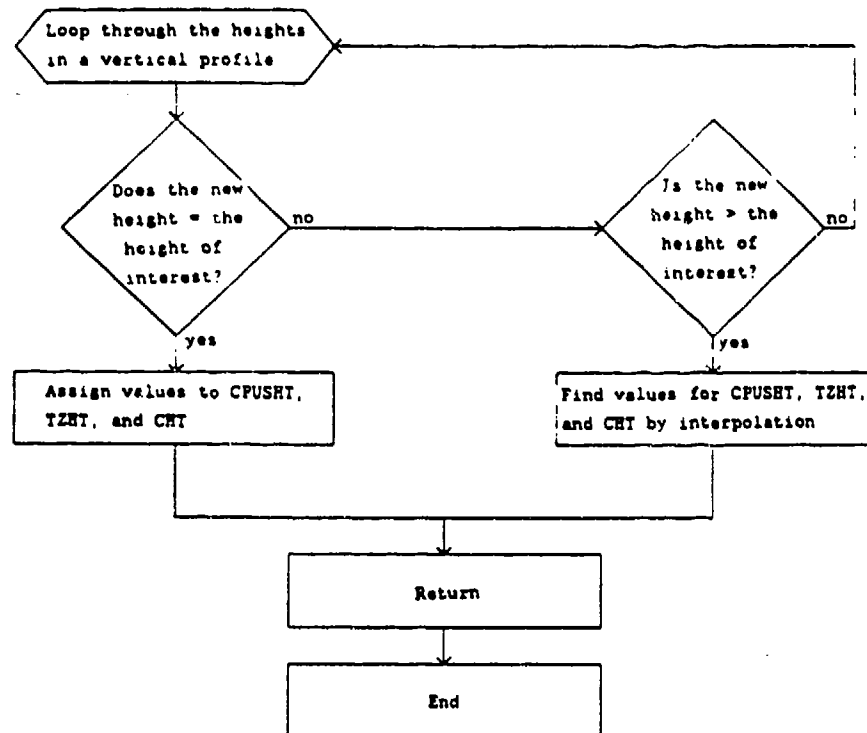 Loop through the heights
in a vertical profile
Does the new
height = the
height of
interest?
no
Is the new
height > the
height of
interest?
no
yes
yes
Assign values to CPUSHT,
TZHT, and CHT
Find values for CPUSHT, TZHT,
and CHT by interpolation
Return
End